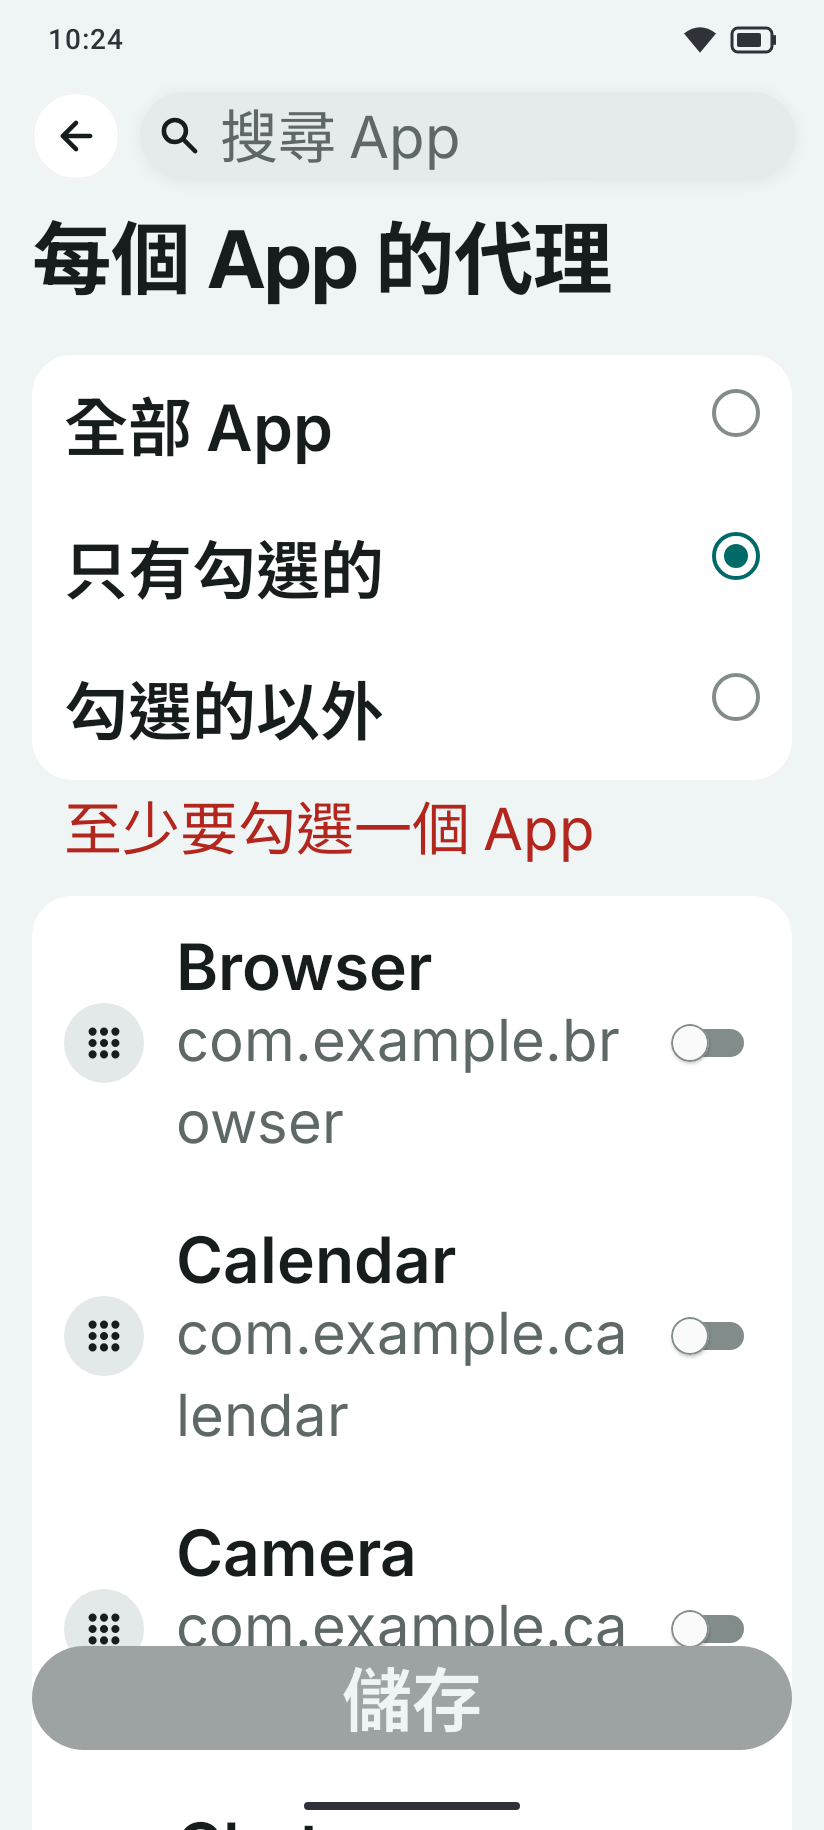 10:24
搜尋 App
每個 App 的代理
全部 App
只有勾選的
勾選的以外
至少要勾選一個 App
Browser
com.example.br
owser
Calendar
com.example.ca
lendar
Camera
com.example.ca
儲存